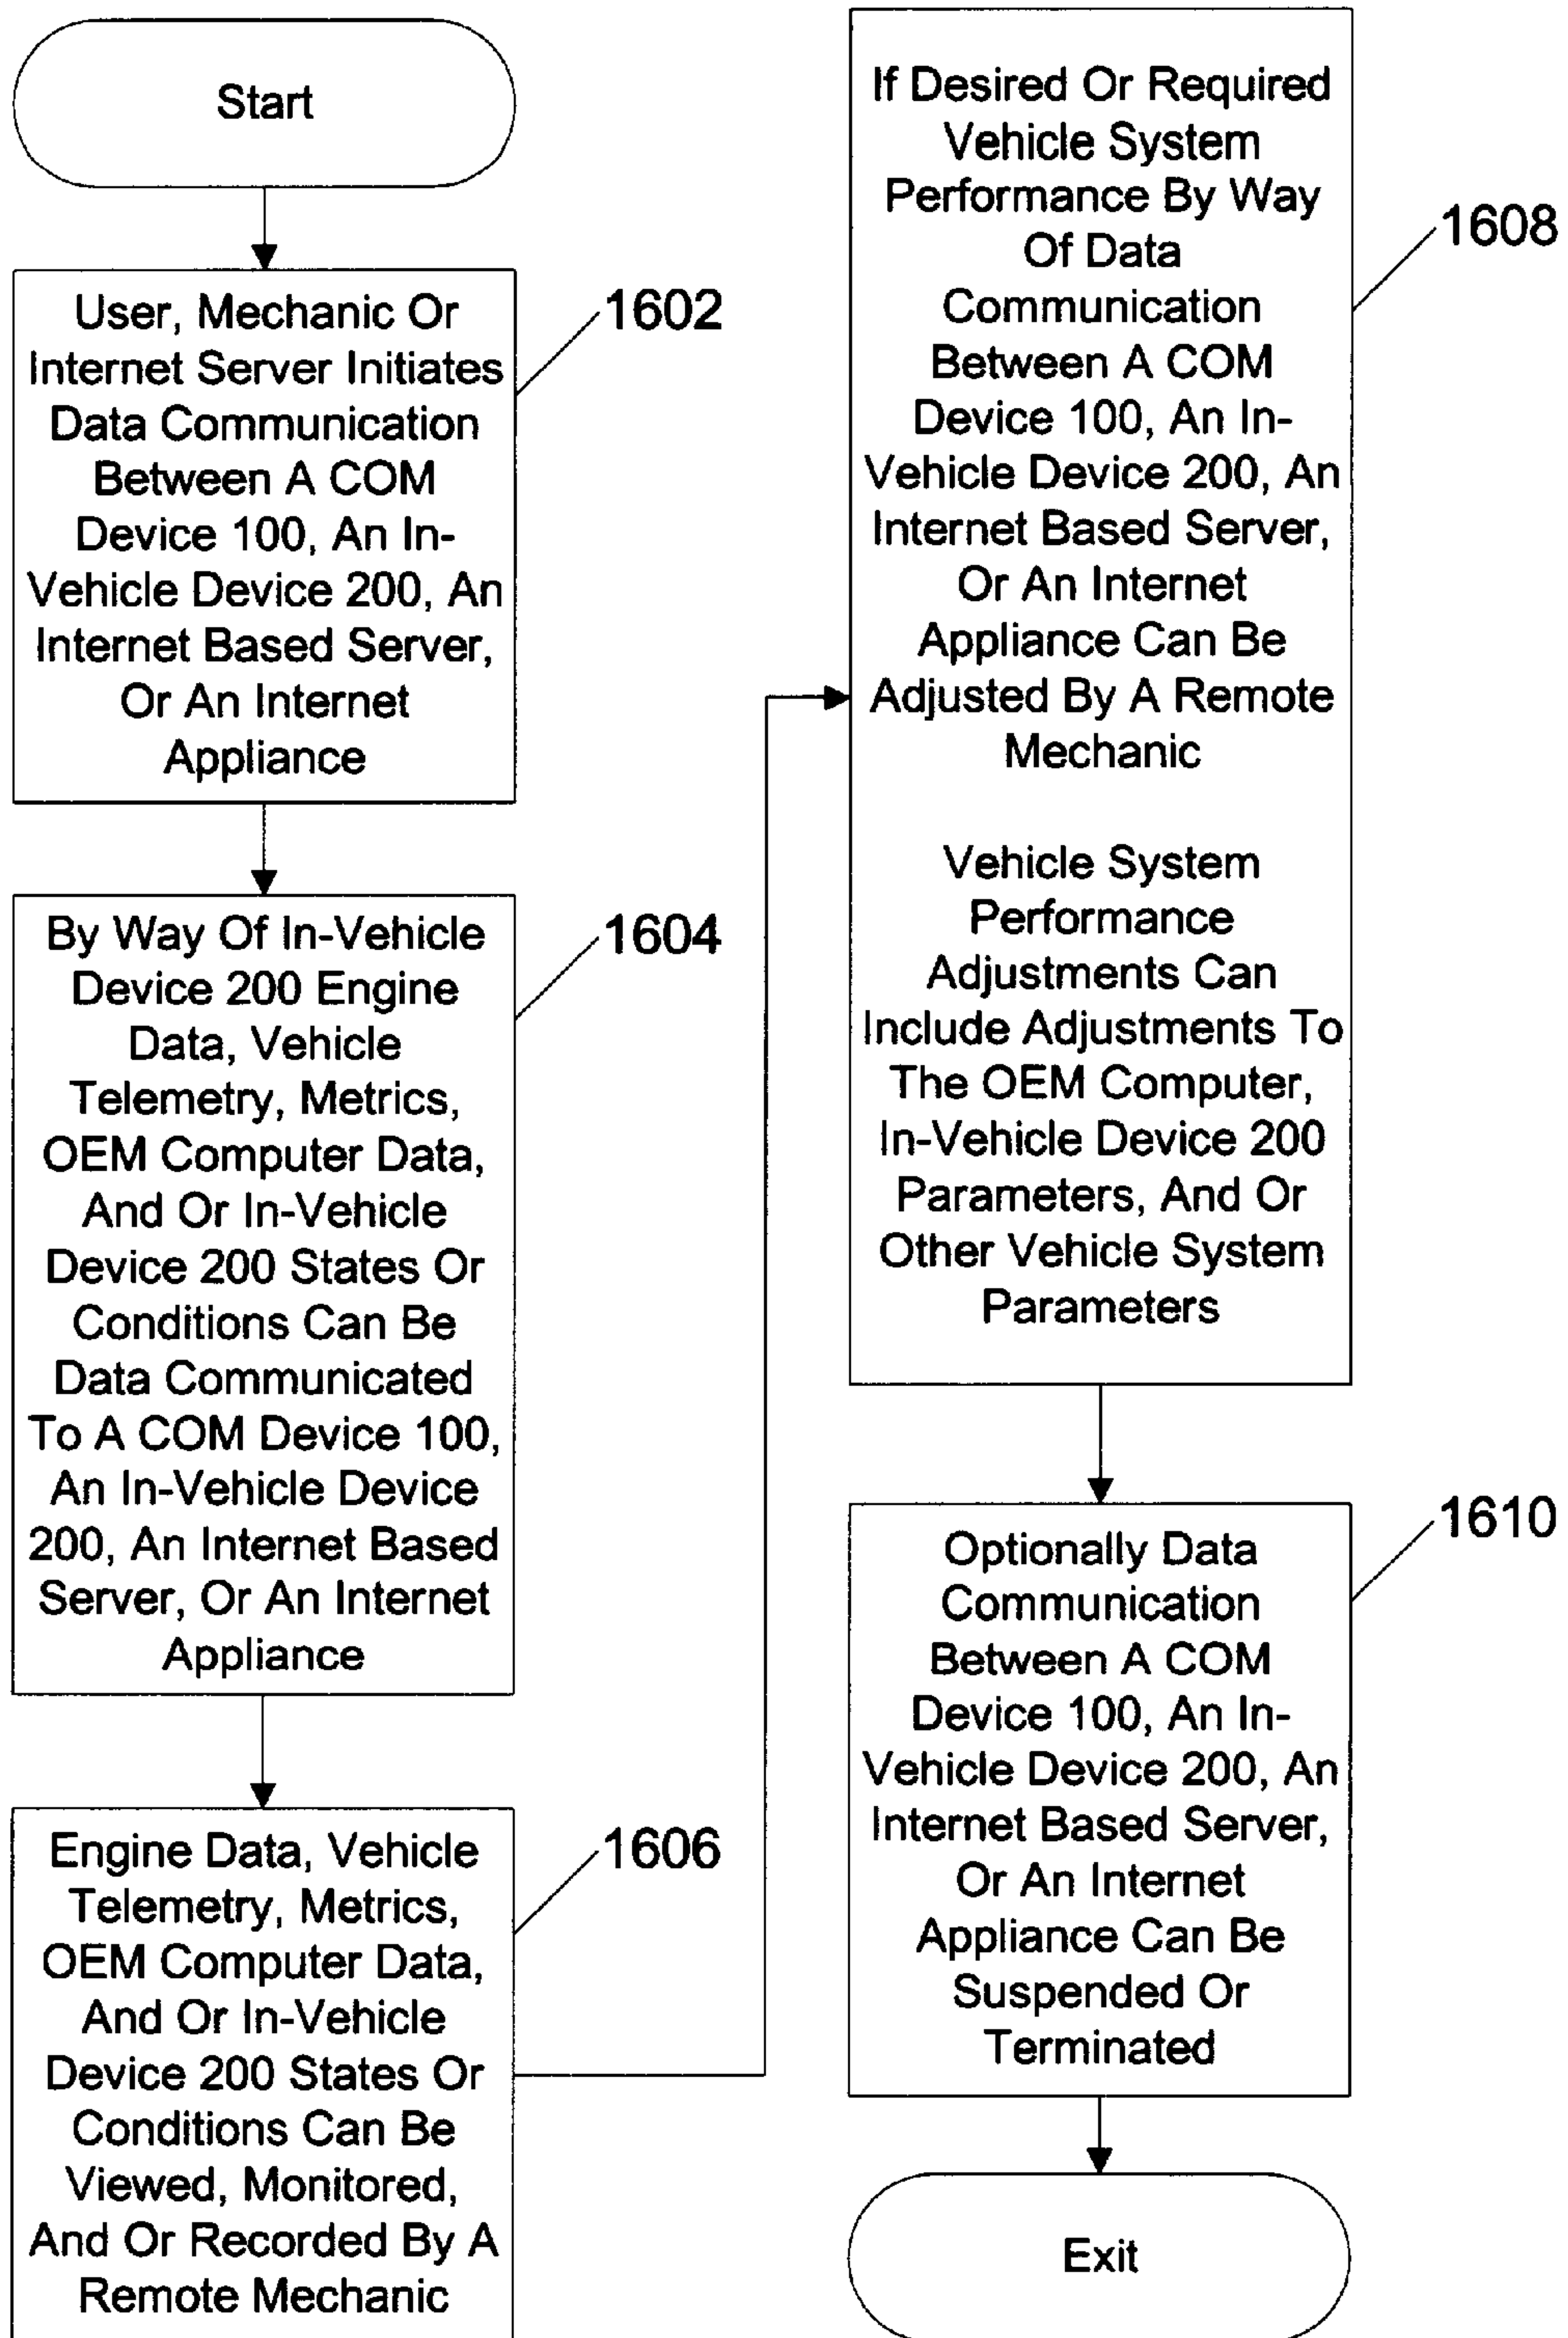 Start
User, Mechanic Or
Internet Server Initiates
Data Communication
Between A COM
Device 100, An In-
Vehicle Device 200, An
Internet Based Server,
Or An Internet
Appliance
1602
By Way Of In-Vehicle
Device 200 Engine
Data, Vehicle
Telemetry, Metrics,
OEM Computer Data,
And Or In-Vehicle
Device 200 States Or
Conditions Can Be
Data Communicated
To A COM Device 100,
An In-Vehicle Device
200, An Internet Based
Server, Or An Internet
Appliance
1604
Engine Data, Vehicle
Telemetry, Metrics,
OEM Computer Data,
And Or In-Vehicle
Device 200 States Or
Conditions Can Be
Viewed, Monitored,
And Or Recorded By A
Remote Mechanic
1606
If Desired Or Required
Vehicle System
Performance By Way
Of Data
Communication
Between A COM
Device 100, An In-
Vehicle Device 200, An
Internet Based Server,
Or An Internet
Appliance Can Be
Adjusted By A Remote
Mechanic
Vehicle System
Performance
Adjustments Can
Include Adjustments To
The OEM Computer,
In-Vehicle Device 200
Parameters, And Or
Other Vehicle System
Parameters
1608
Optionally Data
Communication
Between A COM
Device 100, An In-
Vehicle Device 200, An
Internet Based Server,
Or An Internet
Appliance Can Be
Suspended Or
Terminated
1610
Exit